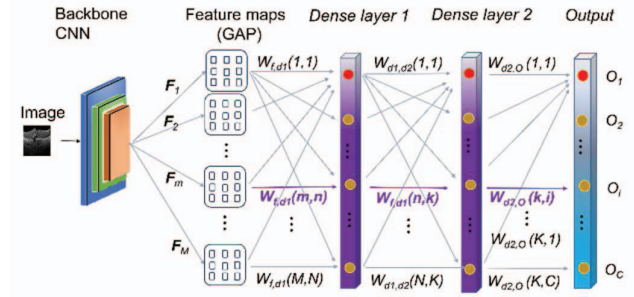 Backbone
CNN
Feature maps
(GAP)
Dense layer 1
Dense layer 2
Output
Image
F1
F2
Fm
FM
Wf,d1(1,1)
Wd1,d2(1,1)
Wd2,O (1,1)
O1
O2
Wf,d1(m,n)
Wf,d1(n,k)
Wd2,O (k,i)
Oi
Wd2,O (K,1)
Wf,d1(M,N)
Wd1,d2(N,K)
Wd2,O (K,C)
OC